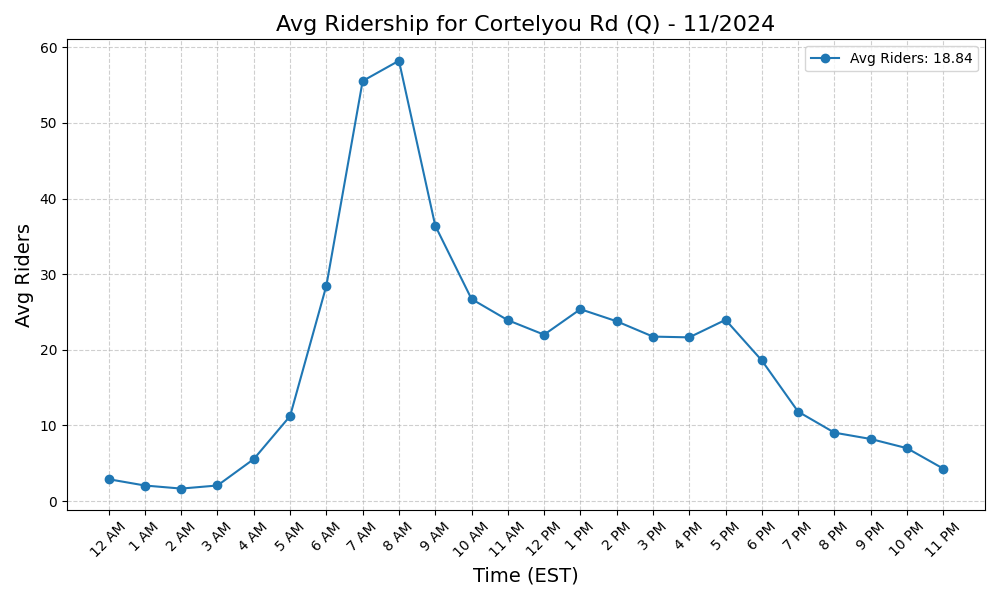 Avg Ridership for Cortelyou Rd (Q) - 11/2024
Avg Riders: 18.84
Avg Riders
60
50
40
30
20
10
0
12 AM
1 AM
2 AM
3 AM
4 AM
5 AM
6 AM
7 AM
8 AM
9 AM
10 AM
11 AM
12 PM
1 PM
2 PM
3 PM
4 PM
5 PM
6 PM
7 PM
8 PM
9 PM
10 PM
11 PM
Time (EST)